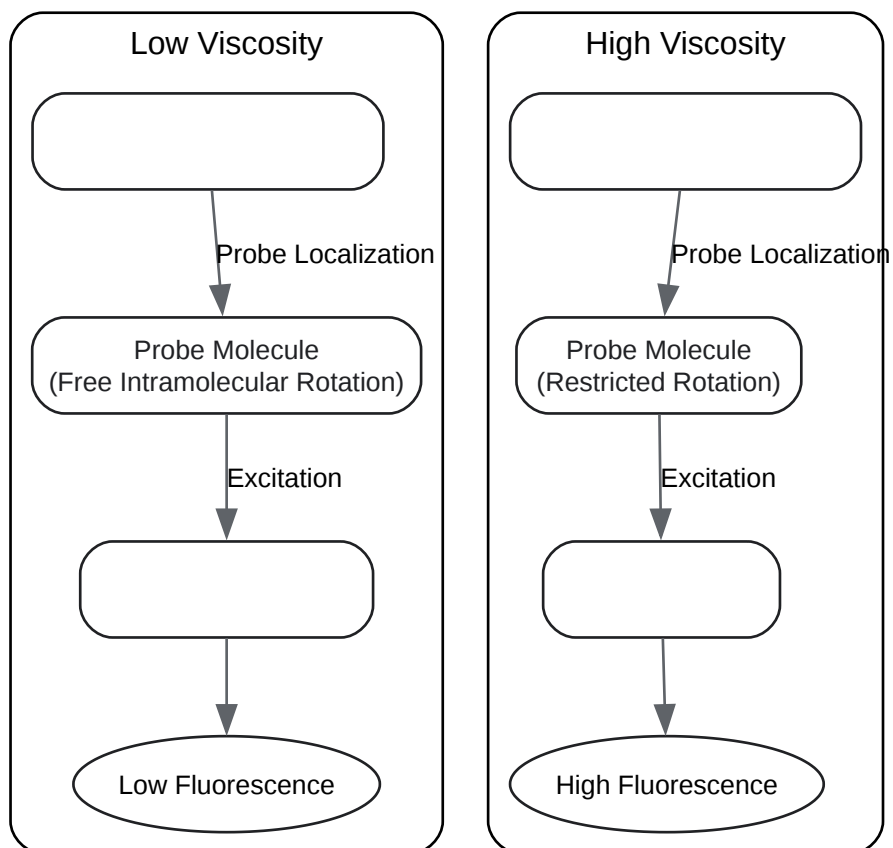 Low Viscosity
Probe Localization
Probe Molecule
(Free Intramolecular Rotation)
Excitation
Low Fluorescence
High Viscosity
Probe Localization
Probe Molecule
(Restricted Rotation)
Excitation
High Fluorescence